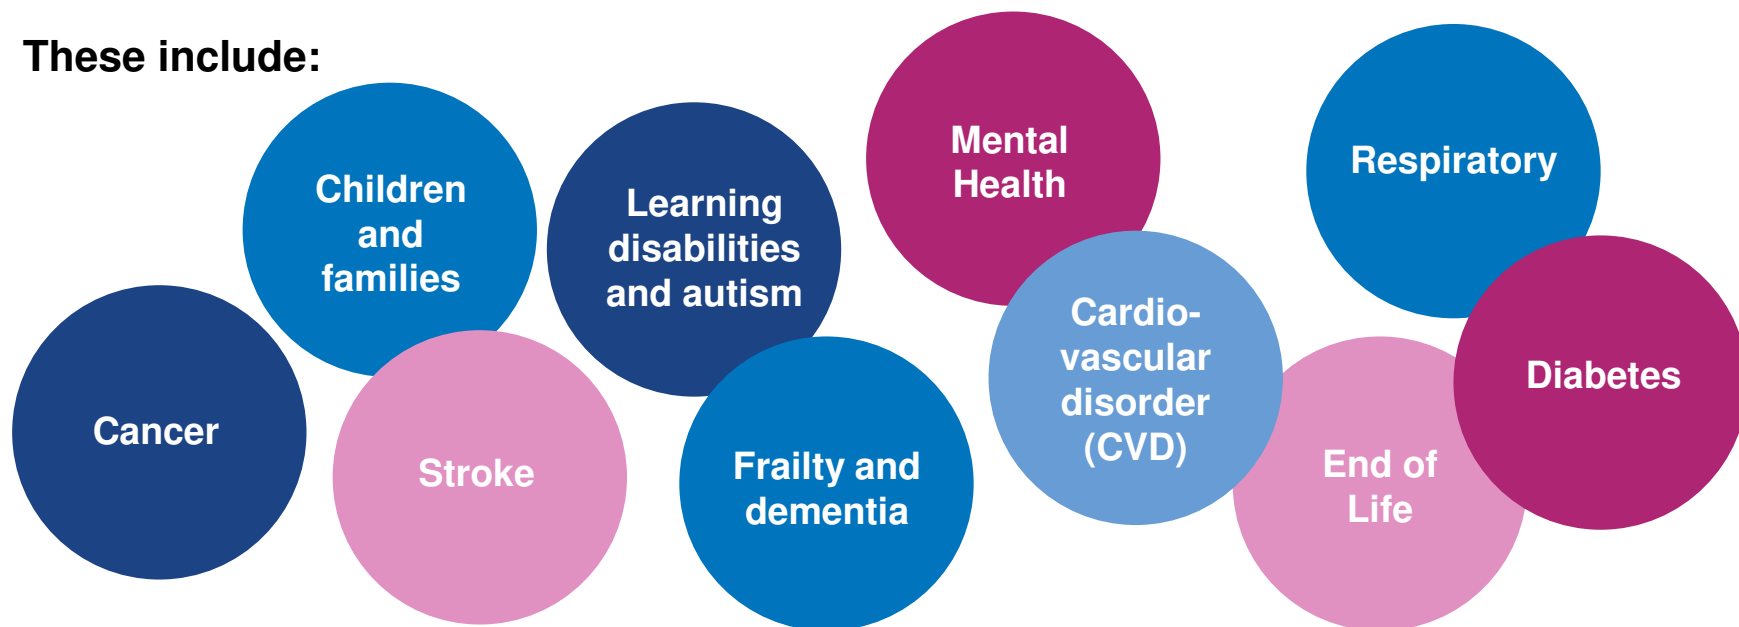 These include:
Cancer
Children
and
families
Stroke
Learning
disabilities
and autism
Frailty and
dementia
Mental
Health
Cardio-
vascular
disorder
(CVD)
End of
Life
Respiratory
Diabetes